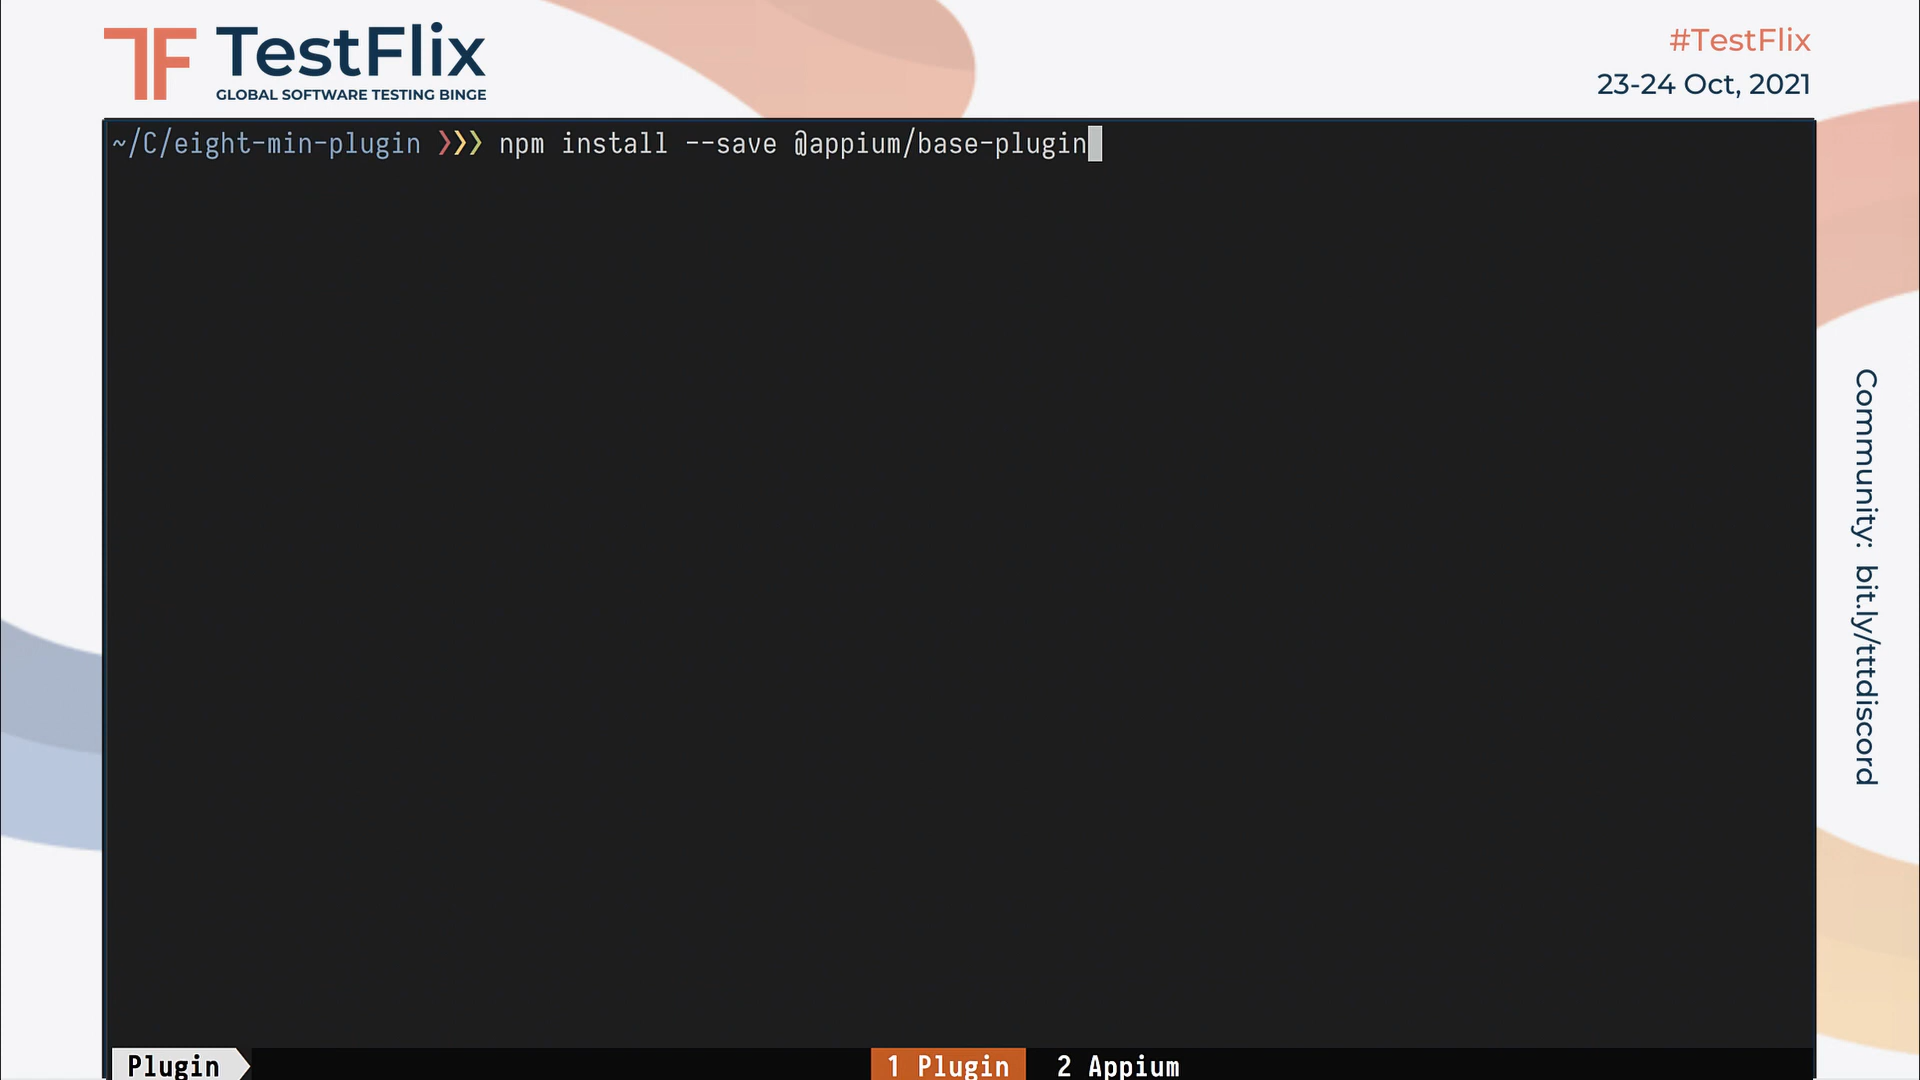 TF TestFlix
GLOBAL SOFTWARE TESTING BINGE
#TestFlix
23-24 Oct, 2021
~/C/eight-min-plugin ❯❯❯ npm install --save @appium/base-plugin
Community: bit.ly/tttdiscord
Plugin
1 Plugin 2 Appium